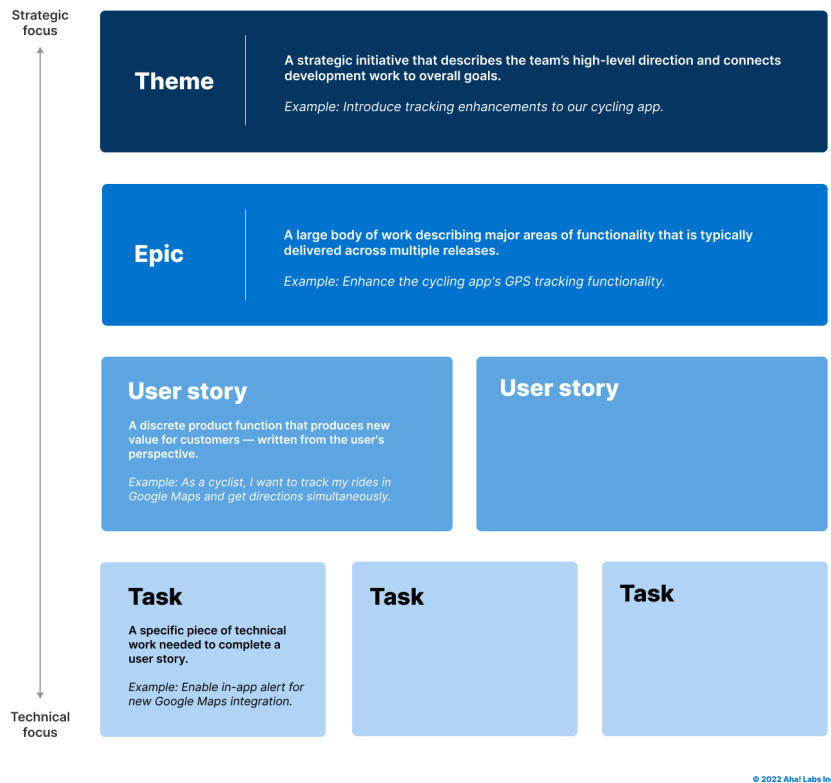 Strategic
focus
Theme
A strategic initiative that describes the team’s high-level direction and connects
development work to overall goals.
Example: Introduce tracking enhancements to our cycling app.
Epic
A large body of work describing major areas of functionality that is typically
delivered across multiple releases.
Example: Enhance the cycling app's GPS tracking functionality.
User story
A discrete product function that produces new
value for customers — written from the user's
perspective.
Example: As a cyclist, I want to track my rides in
Google Maps and get directions simultaneously.
User story
Task
A specific piece of technical
work needed to complete a
user story.
Example: Enable in-app alert for
new Google Maps integration.
Task
Task
Technical
focus
© 2022 Aha! Labs